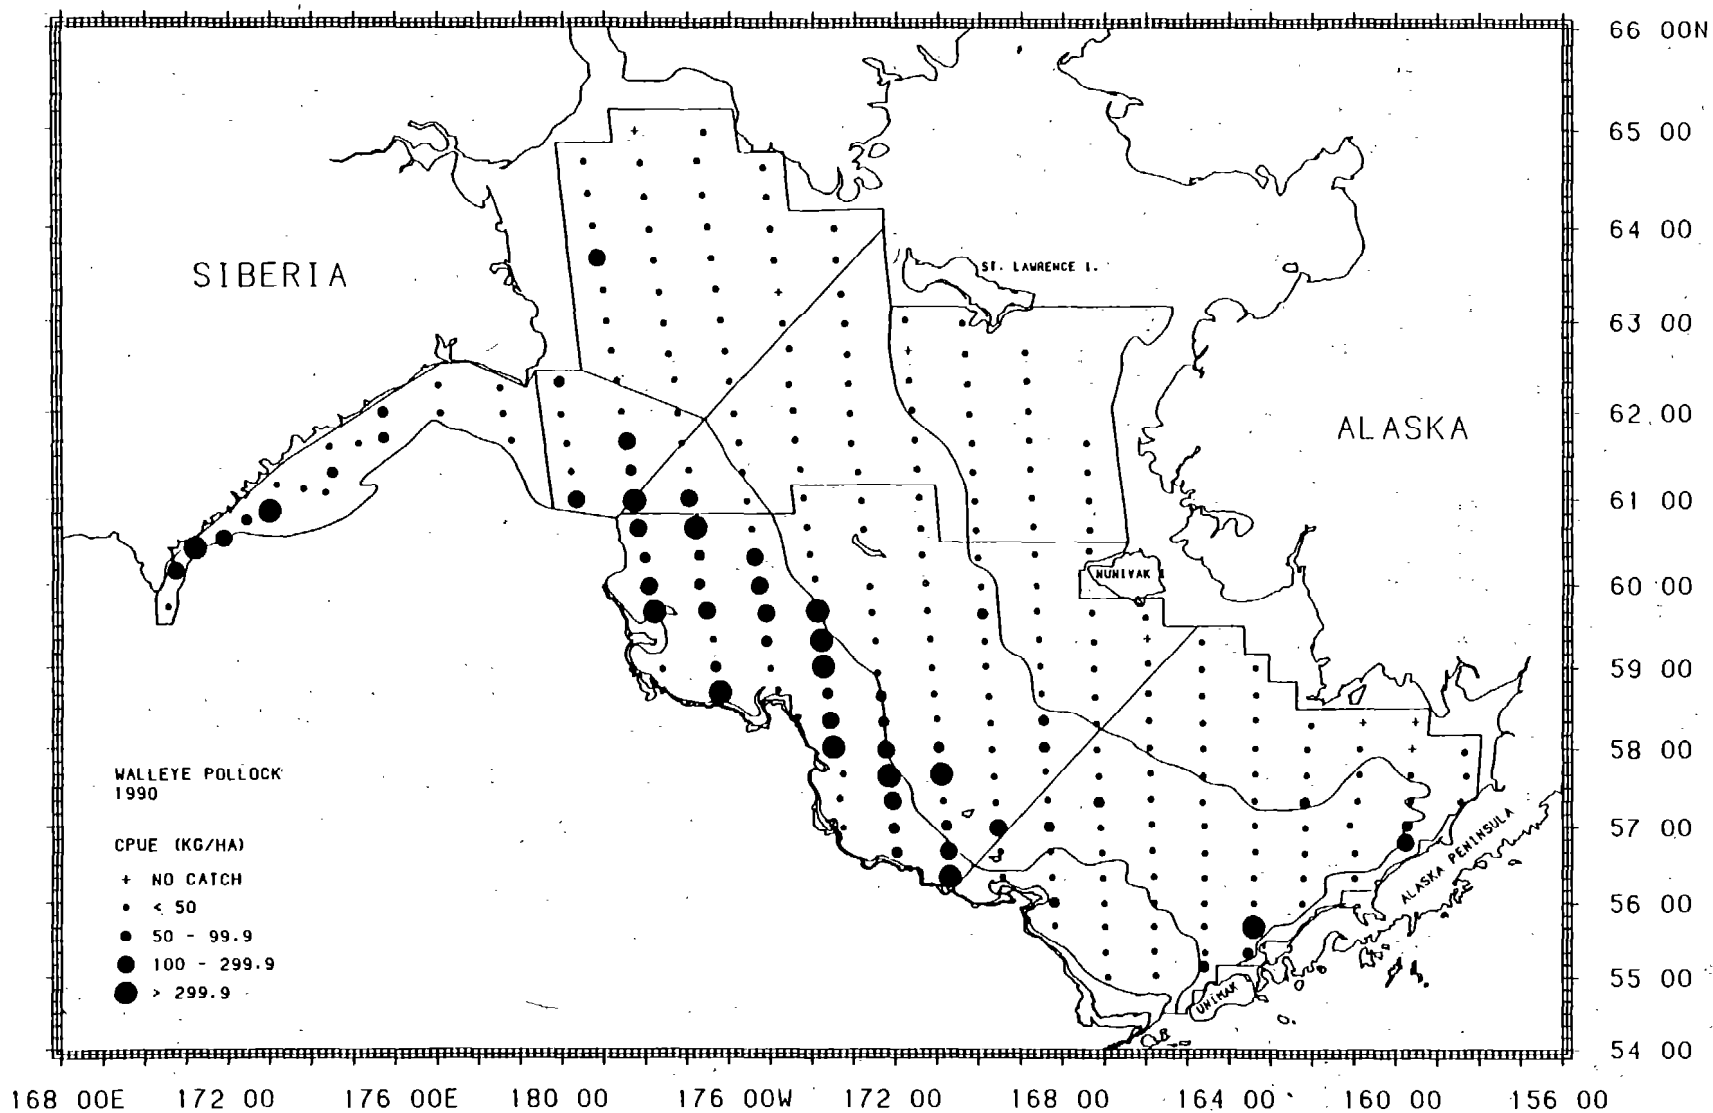 66 00N
65 00
64 00
SIBERIA
ST. LAWRENCE I.
63 00
62 00
ALASKA
61 00
60 00
NUNIVAK I
59 00
58 00
WALLEYE POLLOCK
1990
57 00
CPUE (KG/HA)
+ NO CATCH
< 50
50 - 99.9
100 - 299.9
> 299.9
ALASKA PENINSULA
56 00
55 00
UNIMAK
54 00
168 00E 172 00 176 00E 180 00 176 00W 172 00 168 00 164 00 160 00 156 00